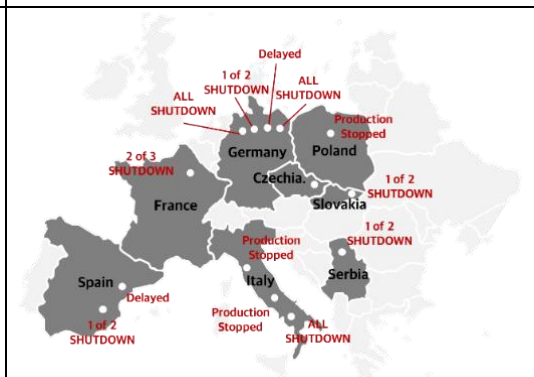 Delayed
1 of 2
SHUTDOWN
ALL
SHUTDOWN
ALL
SHUTDOWN
Production
Stopped
Germany
Poland
2 of 3
SHUTDOWN
Czechia.
1 of 2
SHUTDOWN
France
Slovakia
1 of 2
SHUTDOWN
Production
Stopped
Serbia
Spain
Italy
Delayed
Production
Stopped
1 of 2
SHUTDOWN
ALL
SHUTDOWN